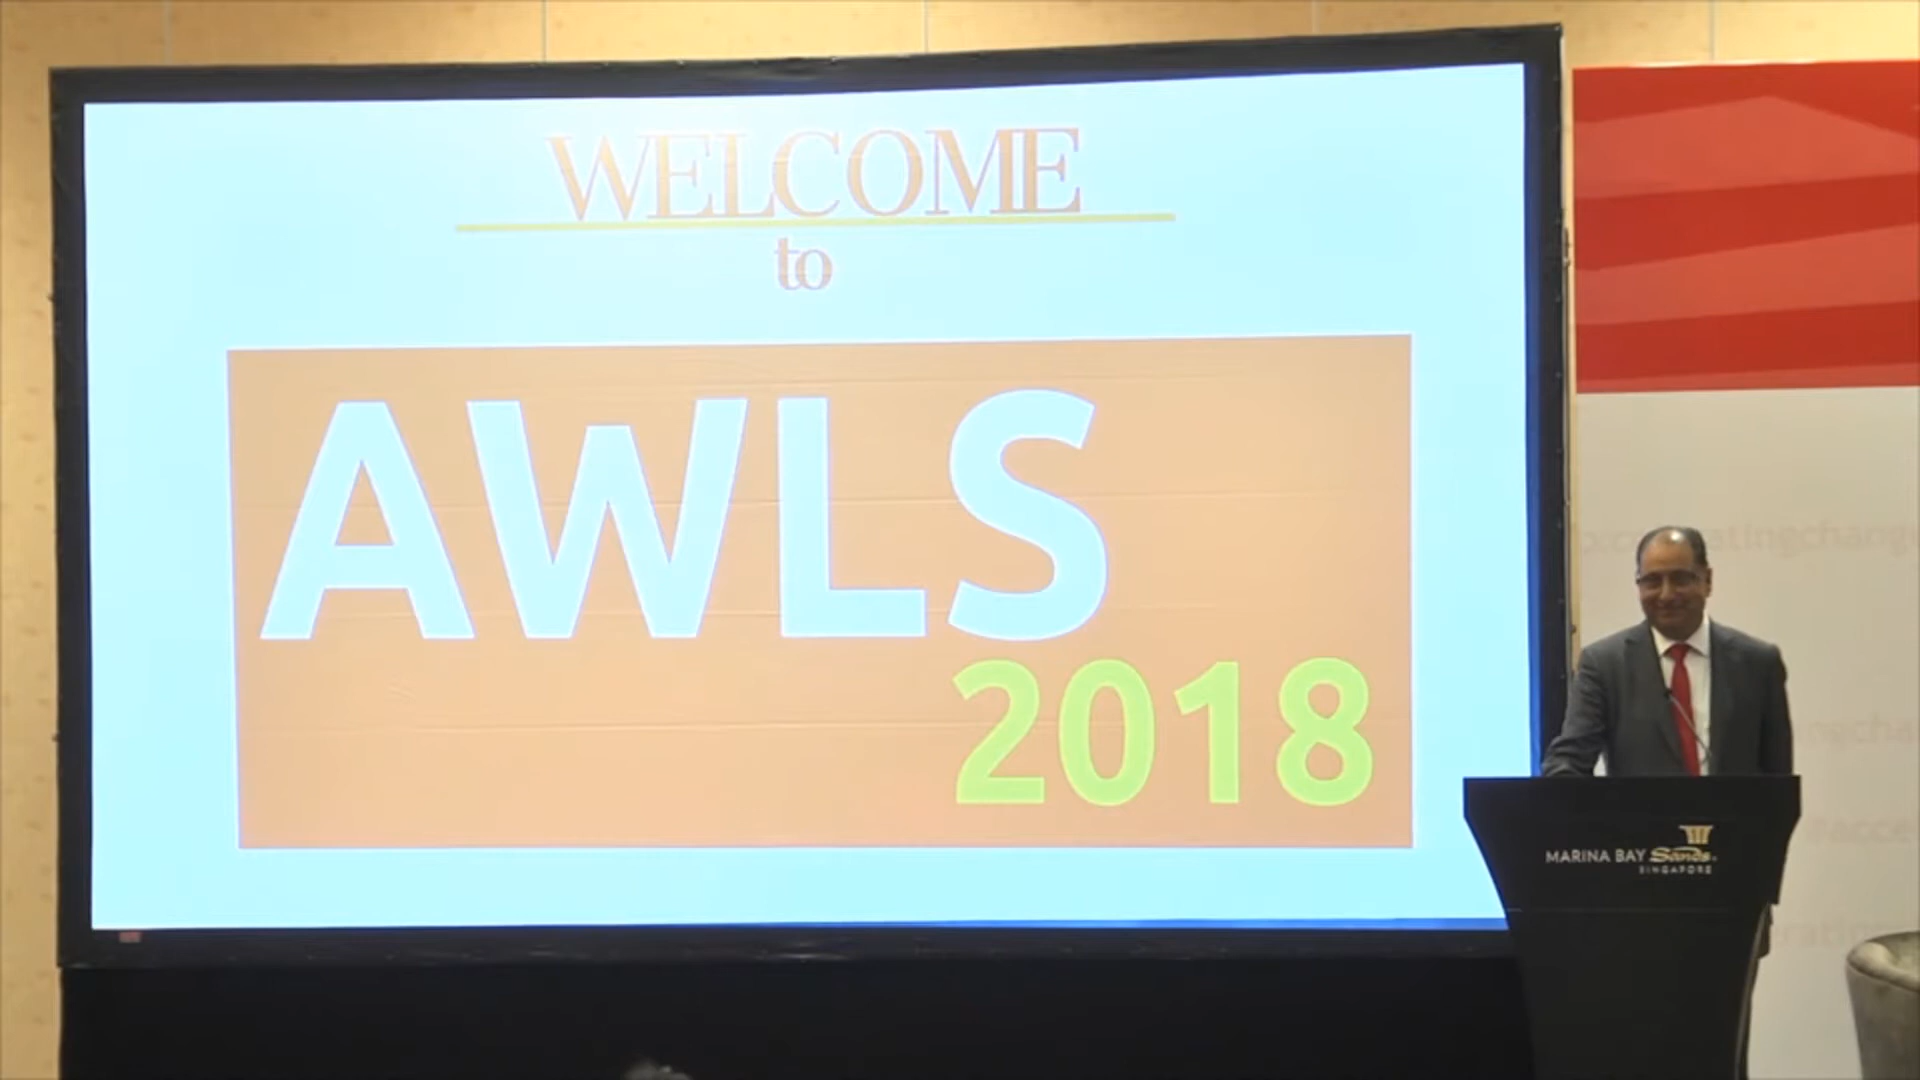 WELCOME
to
AWLS
2018
MARINA BAY Sands
SINGAPORE